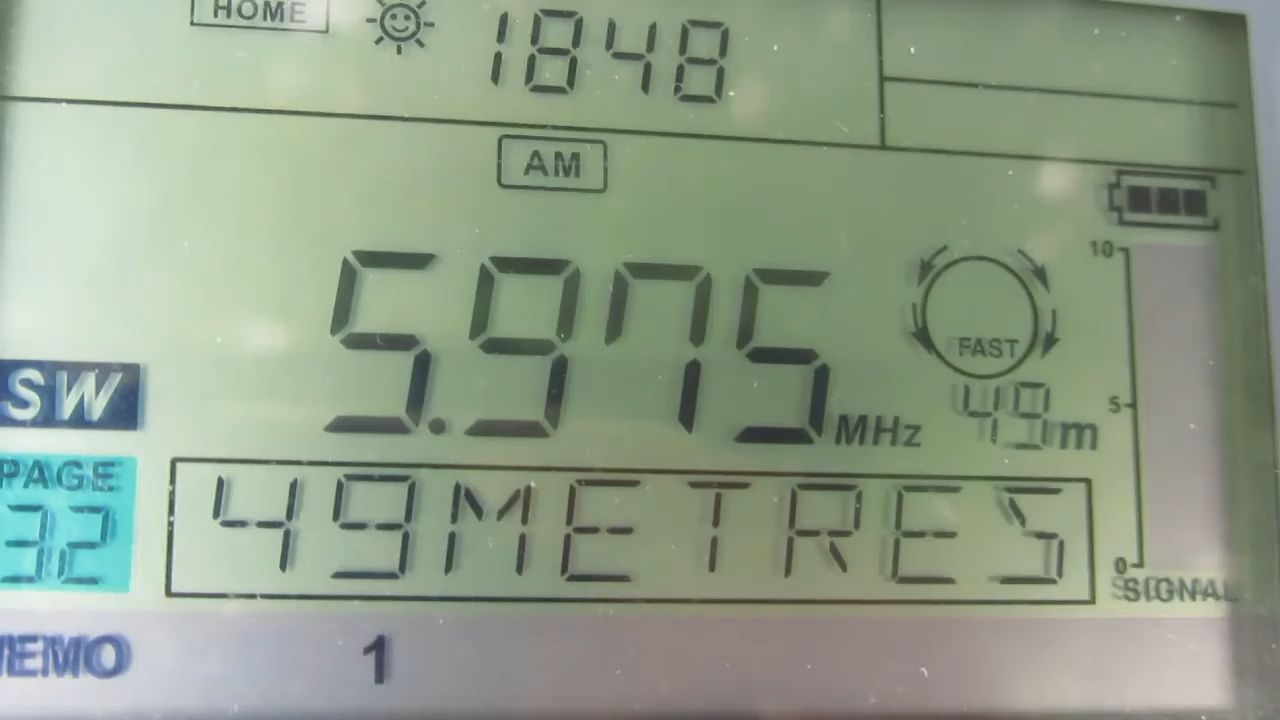 HOME 1848
AM
10
5.975 MHz
FAST
49m
5
SW
PAGE
32
49METRES
0
SIGNAL
MEMO 1